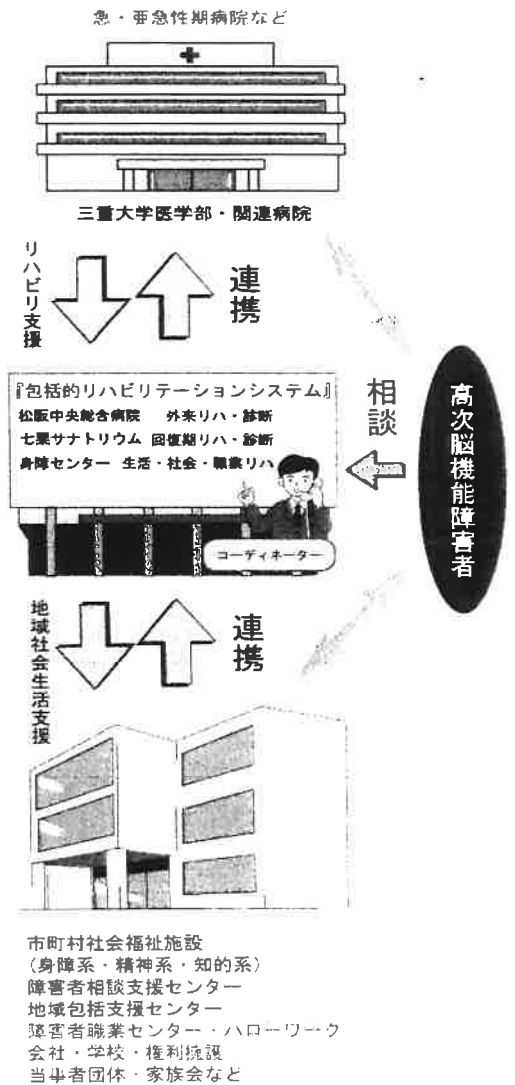 急・亜急性期病院など
三重大学医学部・関連病院
リハビリ支援
連携
『包括的リハビリテーションシステム』
松阪中央総合病院 外来リハ・診断
七栗サナトリウム 回復期リハ・診断
身障センター 生活・社会・職業リハ
コーディネーター
相談
高次脳機能障害者
地域社会生活支援
連携
市町村社会福祉施設
(身障系・精神系・知的系)
障害者相談支援センター
地域包括支援センター
障害者職業センター・ハローワーク
会社・学校・権利擁護
当事者団体・家族会など